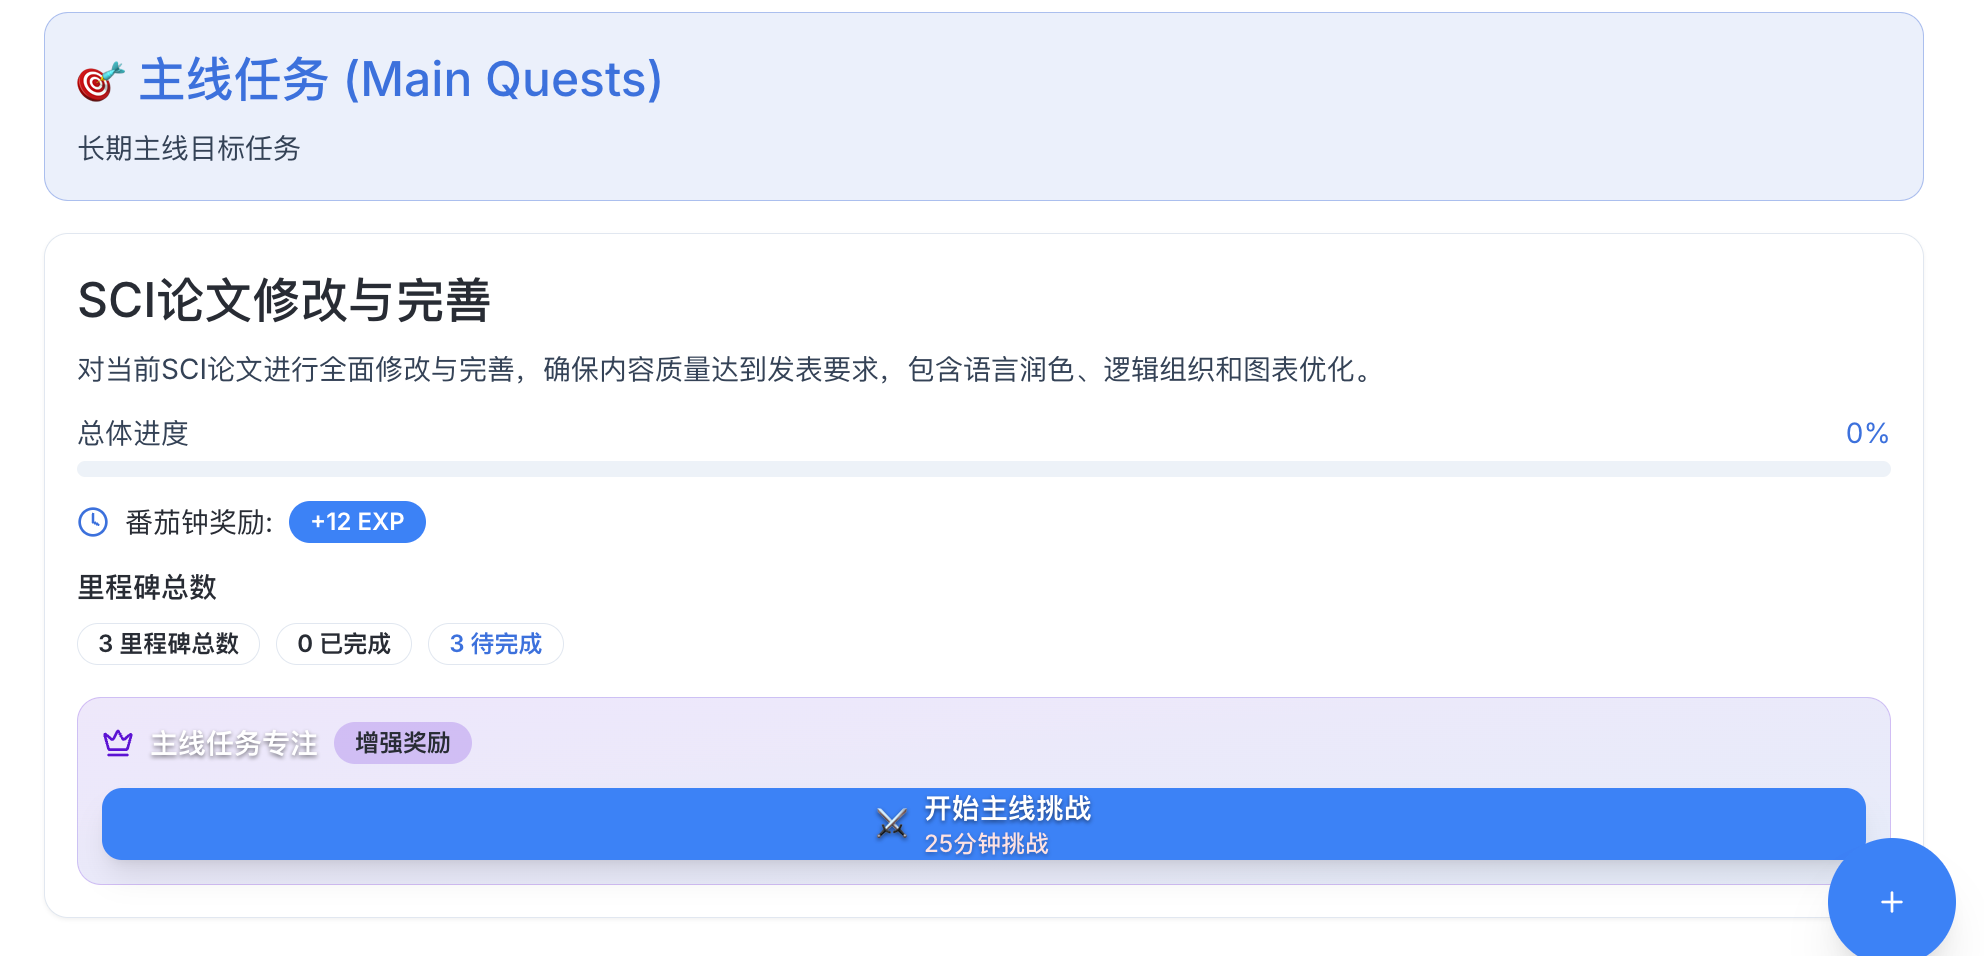 主线任务 (Main Quests)
长期主线目标任务
SCI论文修改与完善
对当前SCI论文进行全面修改与完善，确保内容质量达到发表要求，包含语言润色、逻辑组织和图表优化。
总体进度 0%
番茄钟奖励: +12 EXP
里程碑总数
3 里程碑总数 0 已完成 3 待完成
主线任务专注 增强奖励
开始主线挑战
25分钟挑战
+